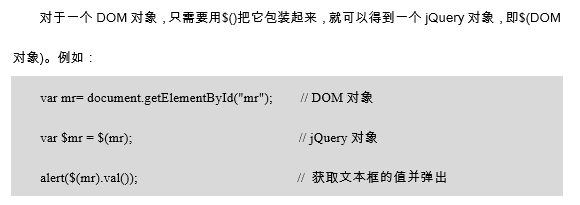 对于一个 DOM 对象，只需要用$()把它包装起来，就可以得到一个 jQuery 对象，即$(DOM
对象)。例如：
var mr= document.getElementById("mr"); // DOM 对象
var $mr = $(mr); // jQuery 对象
alert($(mr).val()); // 获取文本框的值并弹出